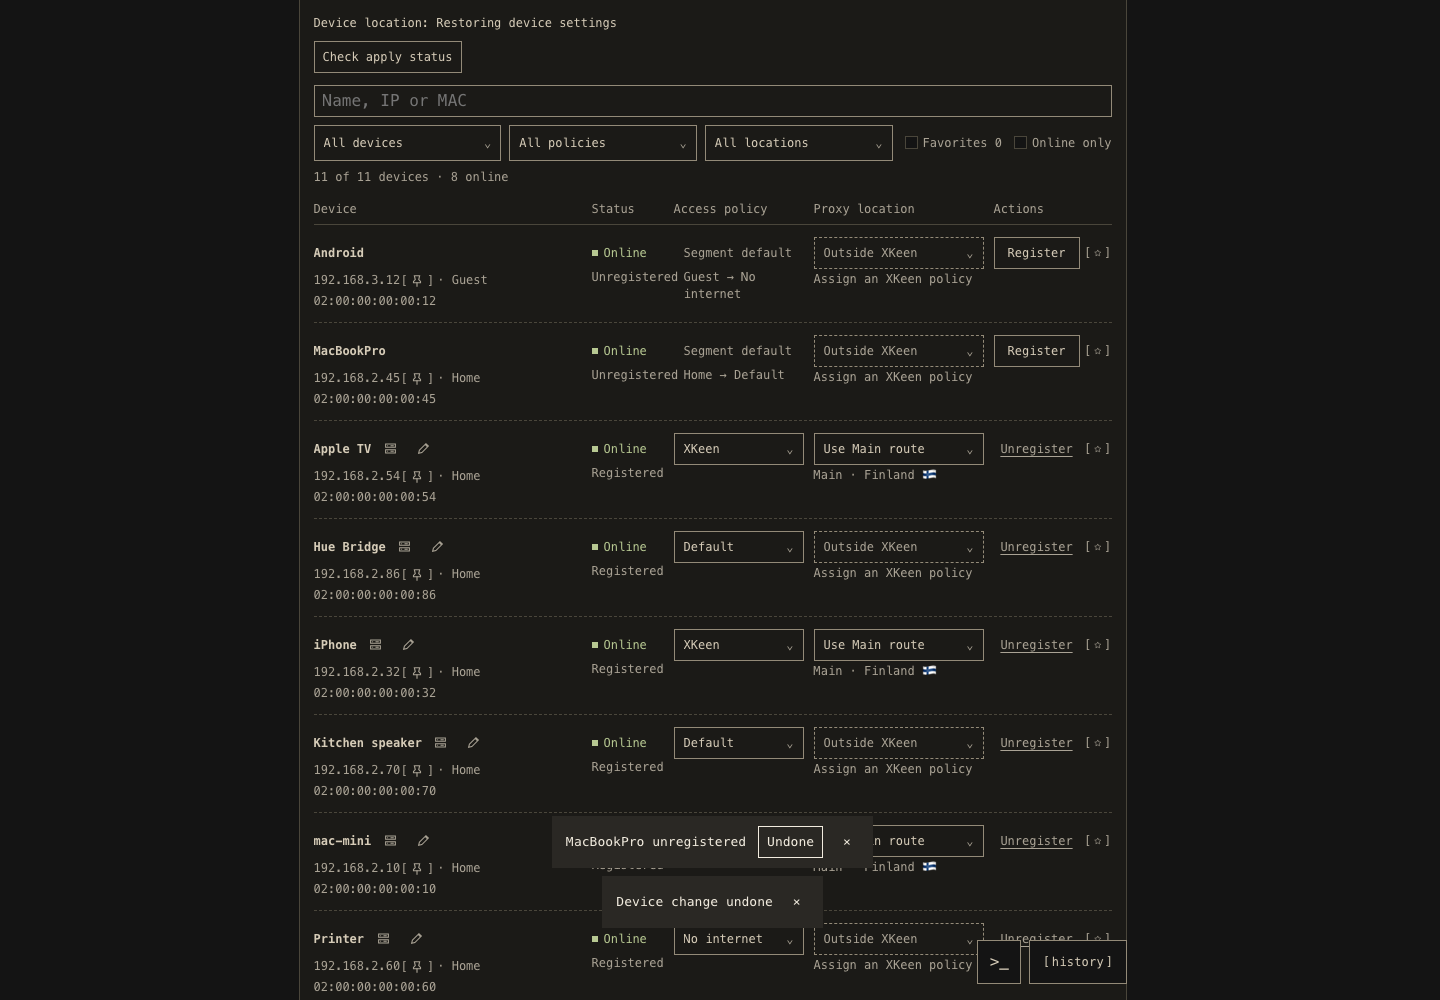 Device location: Restoring device settings
Check apply status
Name, IP or MAC
All devices
All policies
All locations
Favorites 0
Online only
11 of 11 devices · 8 online
Device Status Access policy Proxy location Actions
Android Online Segment default Outside XKeen Register [☆]
192.168.3.12[ ]· Guest Unregistered Guest → No internet Assign an XKeen policy
02:00:00:00:00:12
MacBookPro Online Segment default Outside XKeen Register [☆]
192.168.2.45[ ]· Home Unregistered Home → Default Assign an XKeen policy
02:00:00:00:00:45
Apple TV Online XKeen Use Main route Unregister [☆]
192.168.2.54[ ]· Home Registered Main · Finland 🇫🇮
02:00:00:00:00:54
Hue Bridge Online Default Outside XKeen Unregister [☆]
192.168.2.86[ ]· Home Registered Assign an XKeen policy
02:00:00:00:00:86
iPhone Online XKeen Use Main route Unregister [☆]
192.168.2.32[ ]· Home Registered Main · Finland 🇫🇮
02:00:00:00:00:32
Kitchen speaker Online Default Outside XKeen Unregister [☆]
192.168.2.70[ ]· Home Registered Assign an XKeen policy
02:00:00:00:00:70
mac-mini route Unregister [☆]
192.168.2.10[ ]· Home Finland 🇫🇮
02:00:00:00:00:10
MacBookPro unregistered Undone ×
Device change undone ×
Printer Online No internet Outside XKeen Unregister [☆]
192.168.2.60[ ]· Home Registered Assign an XKeen policy
02:00:00:00:00:60
>_
[history]